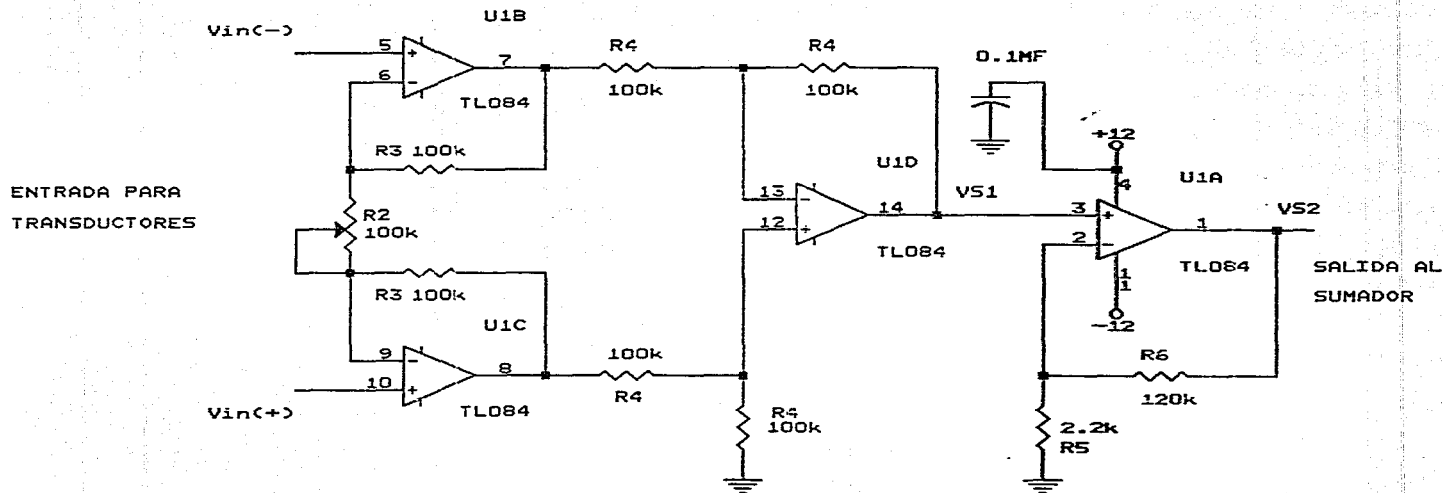 U1B
Vin(-)
5
+
6
-
7
TL084
R4
100k
R4
100k
0.1MF
R3 100k
+12
4
U1A
ENTRADA PARA
TRANSDUCTORES
R2
100k
U1D
13
-
12
+
14
VS1
TL084
3
+
2
-
1
VS2
TL084
1
1
-12
SALIDA AL
SUMADOR
R3 100k
U1C
9
-
10
+
8
TL084
Vin(+)
100k
R4
R4
100k
R6
120k
2.2k
R5